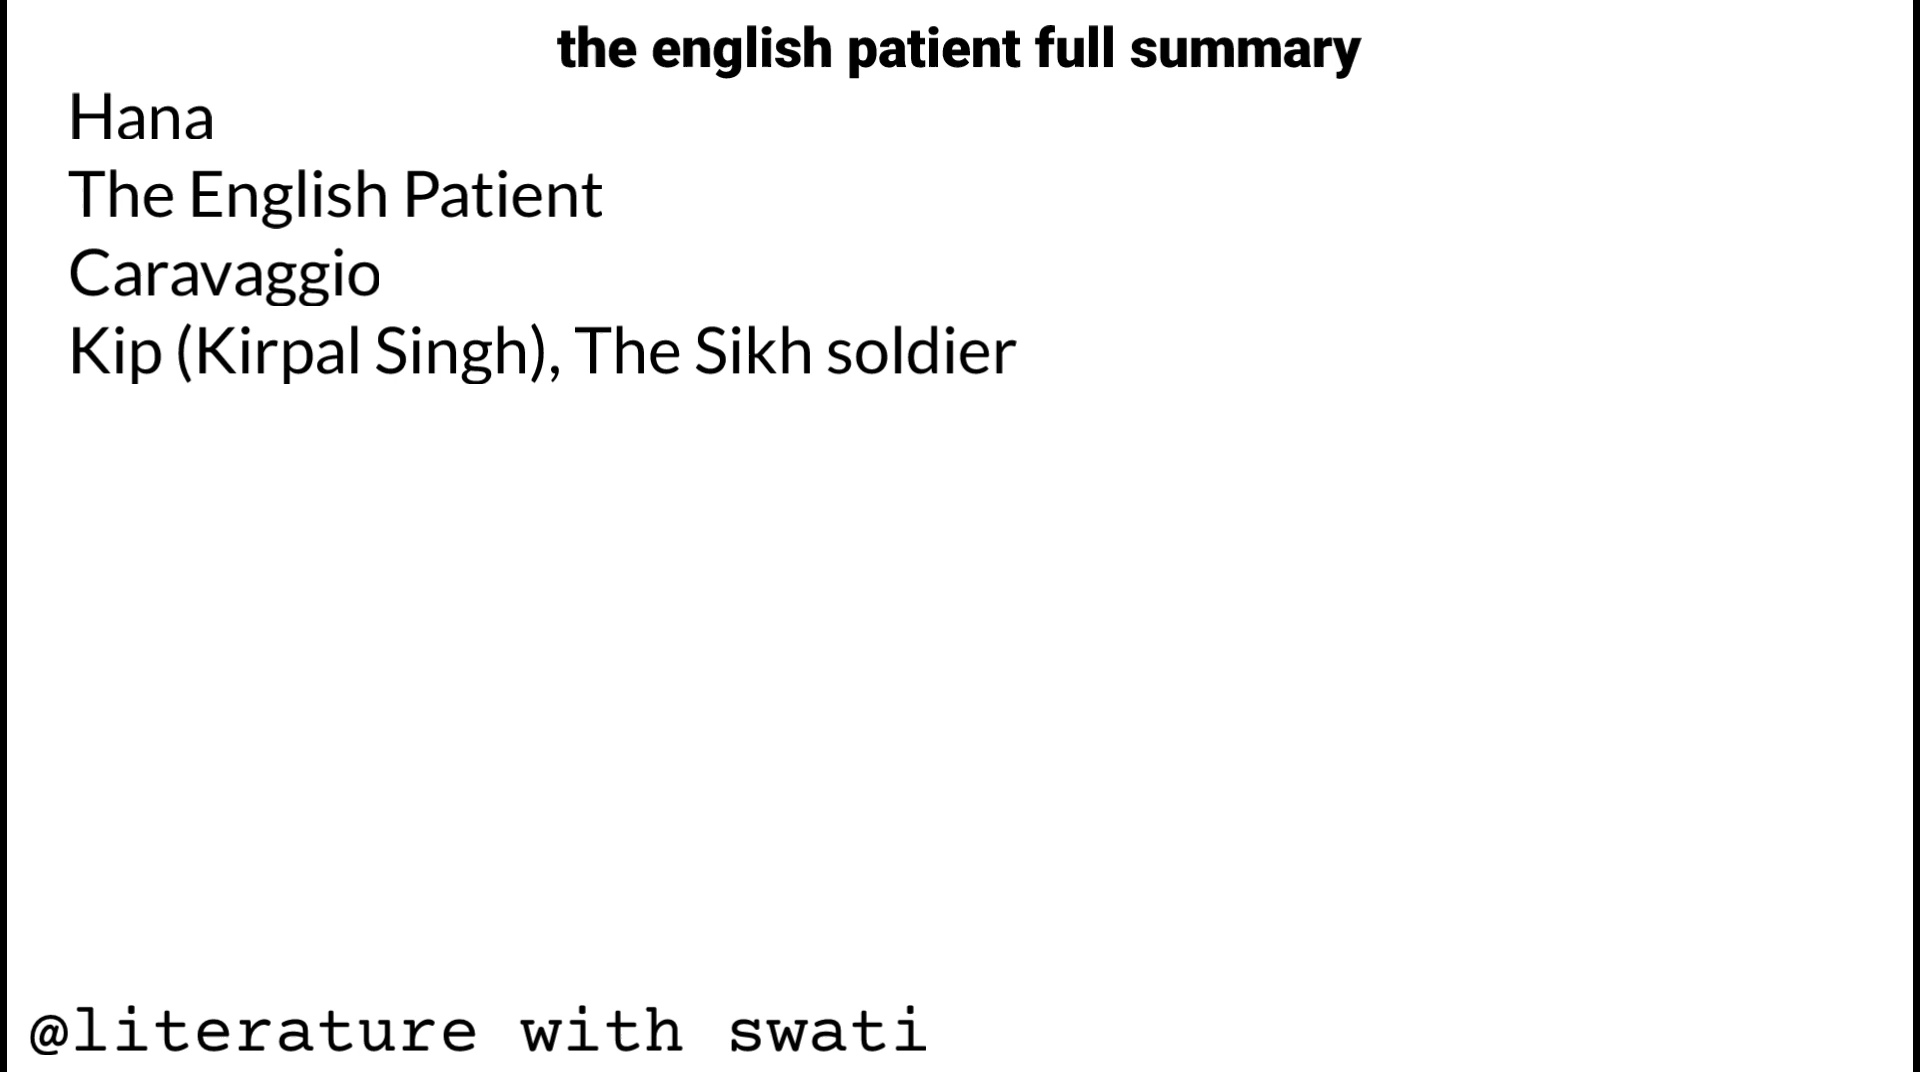 the english patient full summary
Hana
The English Patient
Caravaggio
Kip (Kirpal Singh), The Sikh soldier
@literature with swati